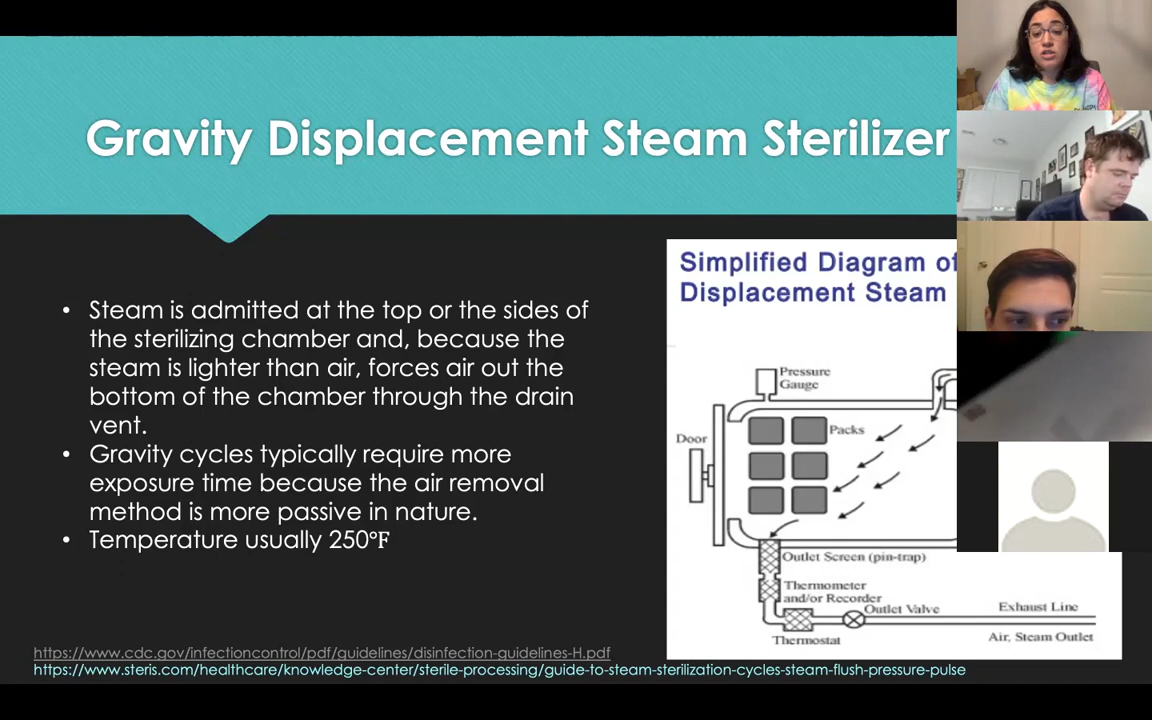 Gravity Displacement Steam Sterilizer
• Steam is admitted at the top or the sides of
the sterilizing chamber and, because the
steam is lighter than air, forces air out the
bottom of the chamber through the drain
vent.
• Gravity cycles typically require more
exposure time because the air removal
method is more passive in nature.
• Temperature usually 250°F
Simplified Diagram of
Displacement Steam
Pressure
Gauge
Packs
Door
Outlet Screen (pin-trap)
Thermometer
and/or Recorder
Outlet Valve
Exhaust Line
Thermostat
Air, Steam Outlet
https://www.cdc.gov/infectioncontrol/pdf/guidelines/disinfection-guidelines-H.pdf
https://www.steris.com/healthcare/knowledge-center/sterile-processing/guide-to-steam-sterilization-cycles-steam-flush-pressure-pulse